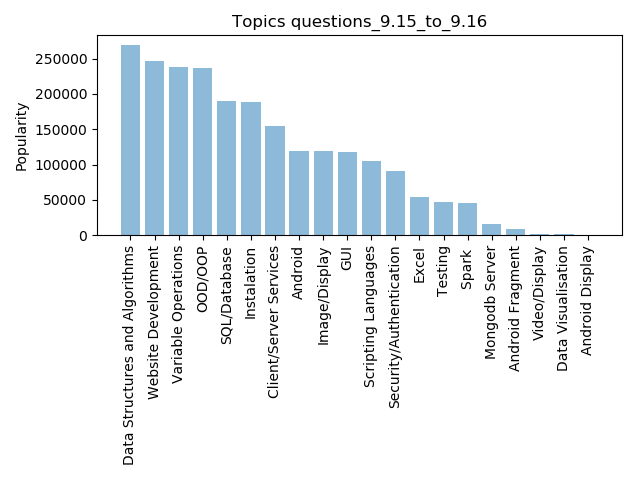 Topics questions_9.15_to_9.16
Popularity
250000
200000
150000
100000
50000
0
Data Structures and Algorithms
Website Development
Variable Operations
OOD/OOP
SQL/Database
Instalation
Client/Server Services
Android
Image/Display
GUI
Scripting Languages
Security/Authentication
Excel
Testing
Spark
Mongodb Server
Android Fragment
Video/Display
Data Visualisation
Android Display